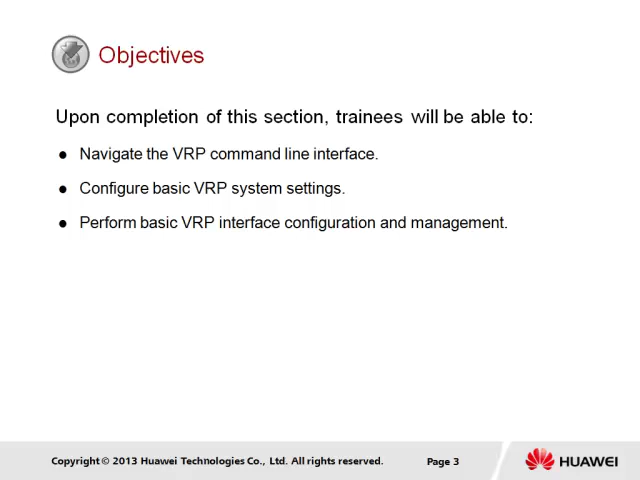 Objectives
Upon completion of this section, trainees will be able to:
● Navigate the VRP command line interface.
● Configure basic VRP system settings.
● Perform basic VRP interface configuration and management.
Copyright © 2013 Huawei Technologies Co., Ltd. All rights reserved.
Page 3
HUAWEI